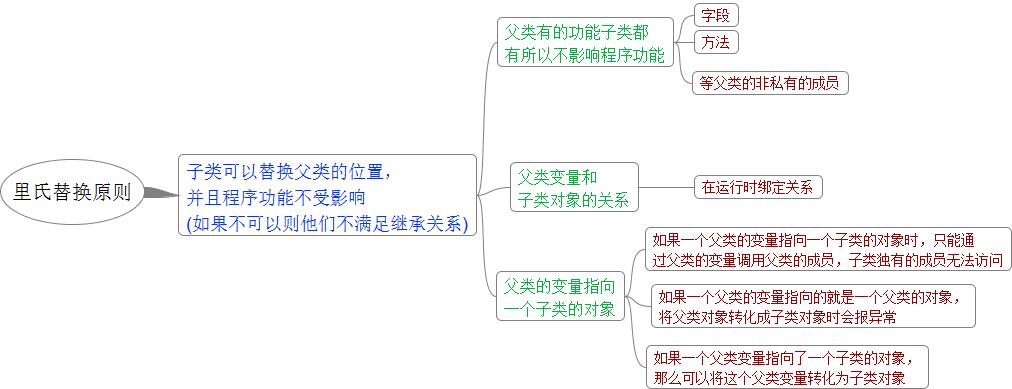 里氏替换原则
子类可以替换父类的位置，
并且程序功能不受影响
(如果不可以则他们不满足继承关系)
父类有的功能子类都
有所以不影响程序功能
字段
方法
等父类的非私有的成员
父类变量和
子类对象的关系
在运行时绑定关系
父类的变量指向
一个子类的对象
如果一个父类的变量指向一个子类的对象时，只能通
过父类的变量调用父类的成员，子类独有的成员无法访问
如果一个父类的变量指向的就是一个父类的对象，
将父类对象转化成子类对象时会报异常
如果一个父类变量指向了一个子类的对象，
那么可以将这个父类变量转化为子类对象